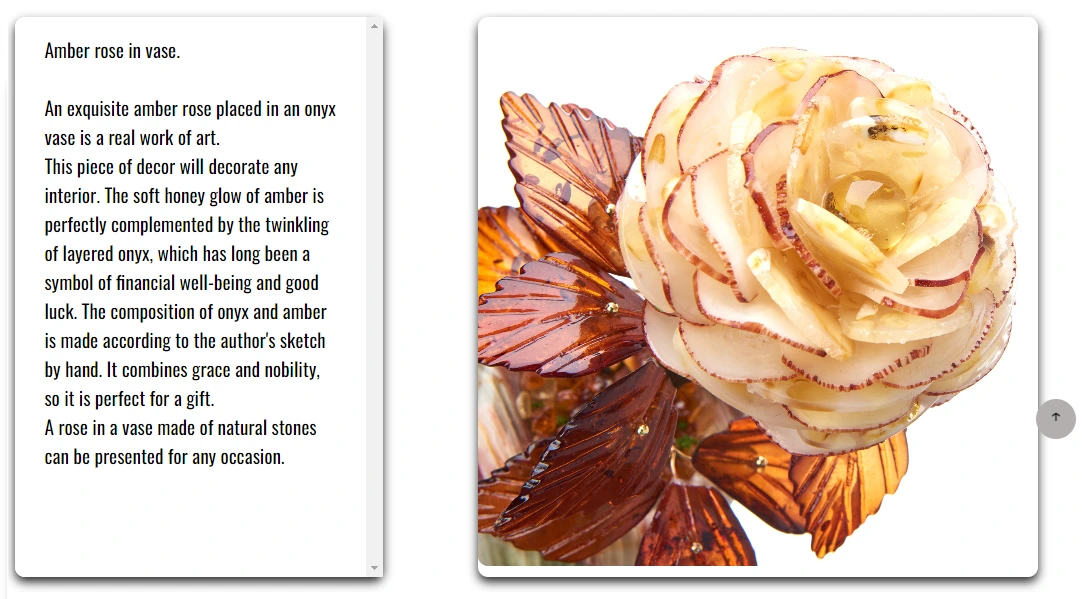 Amber rose in vase.
An exquisite amber rose placed in an onyx
vase is a real work of art.
This piece of decor will decorate any
interior. The soft honey glow of amber is
perfectly complemented by the twinkling
of layered onyx, which has long been a
symbol of financial well-being and good
luck. The composition of onyx and amber
is made according to the author's sketch
by hand. It combines grace and nobility,
so it is perfect for a gift.
A rose in a vase made of natural stones
can be presented for any occasion.